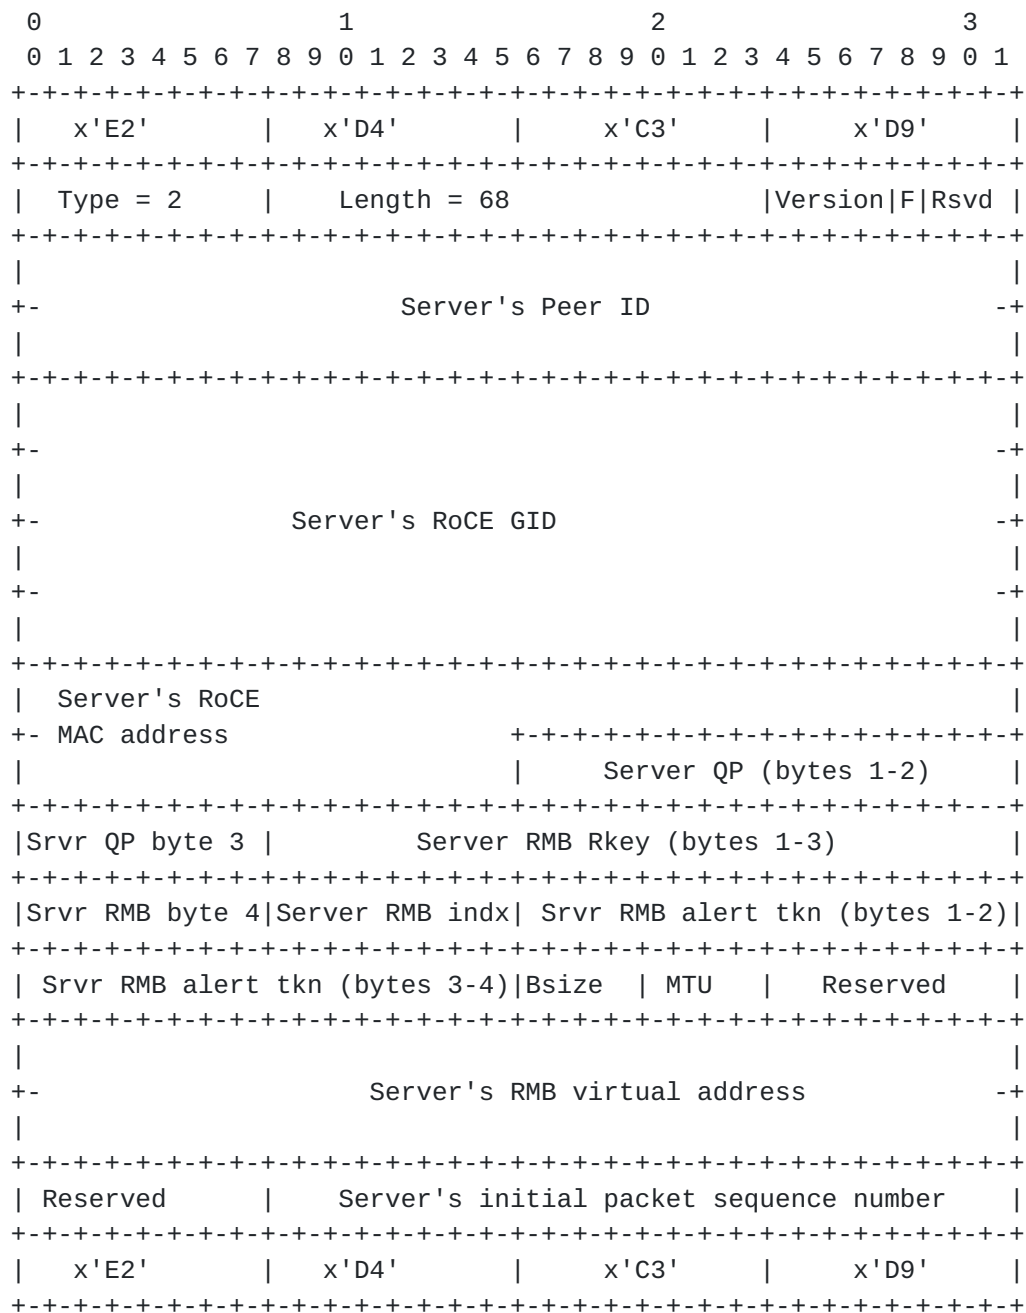 0                   1                   2                   3
 0 1 2 3 4 5 6 7 8 9 0 1 2 3 4 5 6 7 8 9 0 1 2 3 4 5 6 7 8 9 0 1
+-+-+-+-+-+-+-+-+-+-+-+-+-+-+-+-+-+-+-+-+-+-+-+-+-+-+-+-+-+-+-+-+
|   x'E2'       |   x'D4'       |     x'C3'     |     x'D9'     |
+-+-+-+-+-+-+-+-+-+-+-+-+-+-+-+-+-+-+-+-+-+-+-+-+-+-+-+-+-+-+-+-+
|  Type = 2     |    Length = 68                |Version|F|Rsvd |
+-+-+-+-+-+-+-+-+-+-+-+-+-+-+-+-+-+-+-+-+-+-+-+-+-+-+-+-+-+-+-+-+
|                                                               |
+-                       Server's Peer ID                      -+
|                                                               |
+-+-+-+-+-+-+-+-+-+-+-+-+-+-+-+-+-+-+-+-+-+-+-+-+-+-+-+-+-+-+-+-+
|                                                               |
+-                                                             -+
|                                                               |
+-                Server's RoCE GID                            -+
|                                                               |
+-                                                             -+
|                                                               |
+-+-+-+-+-+-+-+-+-+-+-+-+-+-+-+-+-+-+-+-+-+-+-+-+-+-+-+-+-+-+-+-+
|  Server's RoCE                                                |
+- MAC address                  +-+-+-+-+-+-+-+-+-+-+-+-+-+-+-+-+
|                               |     Server QP (bytes 1-2)     |
+-+-+-+-+-+-+-+-+-+-+-+-+-+-+-+-+-+-+-+-+-+-+-+-+-+-+-+-+-+-+---+
|Srvr QP byte 3 |         Server RMB Rkey (bytes 1-3)           |
+-+-+-+-+-+-+-+-+-+-+-+-+-+-+-+-+-+-+-+-+-+-+-+-+-+-+-+-+-+-+-+-+
|Srvr RMB byte 4|Server RMB indx| Srvr RMB alert tkn (bytes 1-2)|
+-+-+-+-+-+-+-+-+-+-+-+-+-+-+-+-+-+-+-+-+-+-+-+-+-+-+-+-+-+-+-+-+
| Srvr RMB alert tkn (bytes 3-4)|Bsize  | MTU   |   Reserved    |
+-+-+-+-+-+-+-+-+-+-+-+-+-+-+-+-+-+-+-+-+-+-+-+-+-+-+-+-+-+-+-+-+
|                                                               |
+-                     Server's RMB virtual address            -+
|                                                               |
+-+-+-+-+-+-+-+-+-+-+-+-+-+-+-+-+-+-+-+-+-+-+-+-+-+-+-+-+-+-+-+-+
| Reserved      |    Server's initial packet sequence number    |
+-+-+-+-+-+-+-+-+-+-+-+-+-+-+-+-+-+-+-+-+-+-+-+-+-+-+-+-+-+-+-+-+
|   x'E2'       |   x'D4'       |     x'C3'     |     x'D9'     |
+-+-+-+-+-+-+-+-+-+-+-+-+-+-+-+-+-+-+-+-+-+-+-+-+-+-+-+-+-+-+-+-+